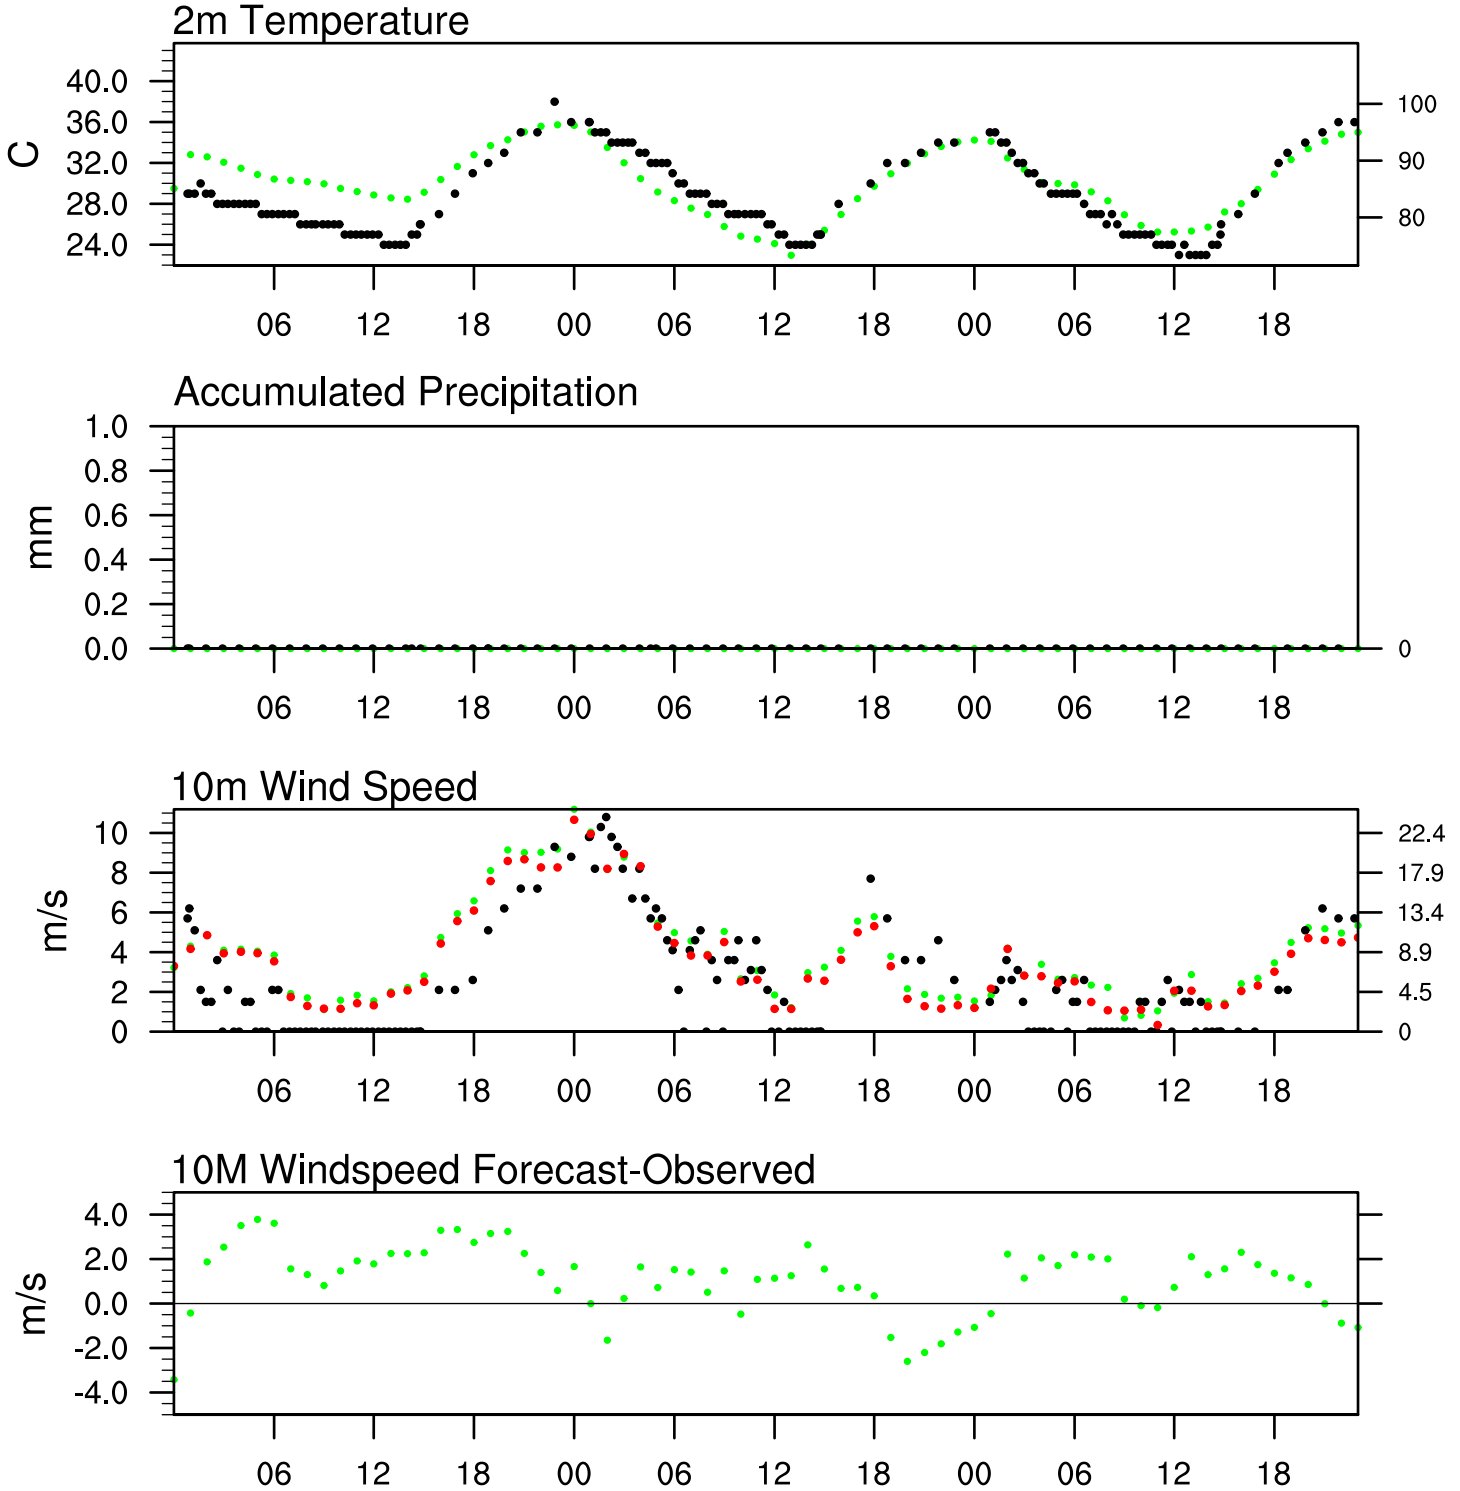 2m Temperature
40.0
36.0
32.0
28.0
24.0
C
100
90
80
06 12 18 00 06 12 18 00 06 12 18
Accumulated Precipitation
1.0
0.8
0.6
0.4
0.2
0.0
mm
0
06 12 18 00 06 12 18 00 06 12 18
10m Wind Speed
10
8
6
4
2
0
m/s
22.4
17.9
13.4
8.9
4.5
0
06 12 18 00 06 12 18 00 06 12 18
10M Windspeed Forecast-Observed
4.0
2.0
0.0
-2.0
-4.0
m/s
06 12 18 00 06 12 18 00 06 12 18